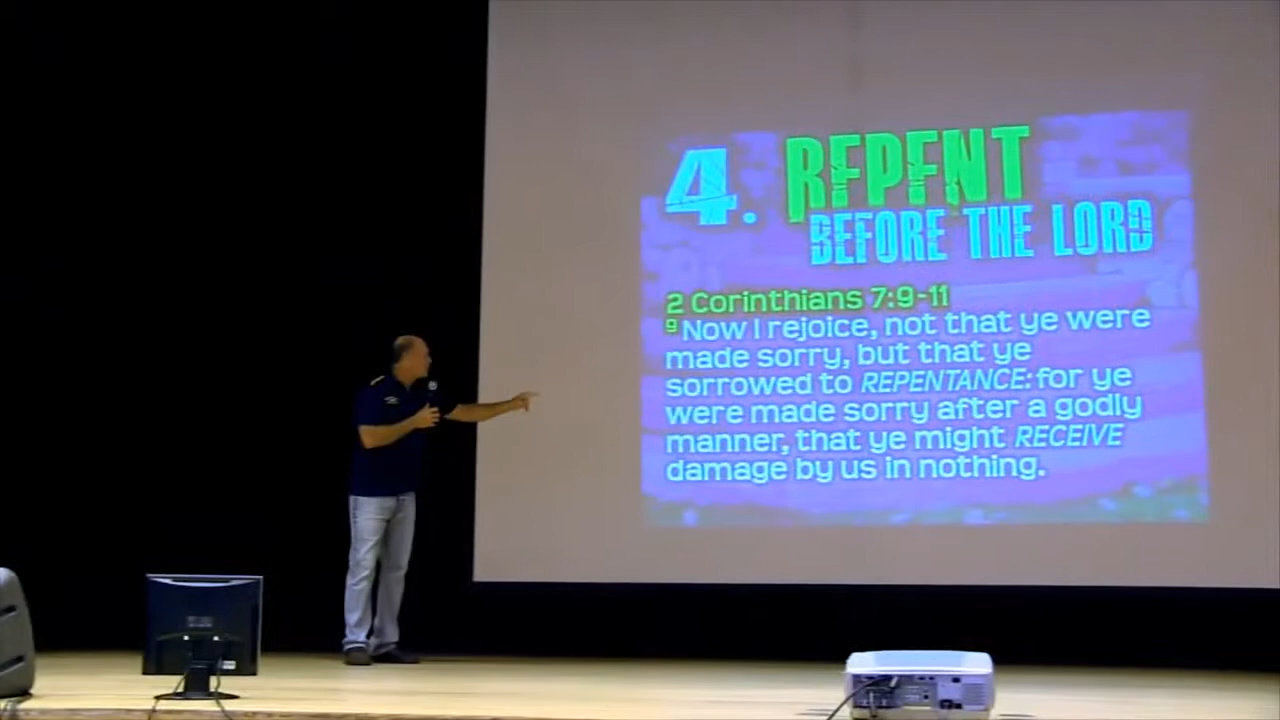 4. REPENT
BEFORE THE LORD
2 Corinthians 7:9-11
9 Now I rejoice, not that ye were
made sorry, but that ye
sorrowed to REPENTANCE: for ye
were made sorry after a godly
manner, that ye might RECEIVE
damage by us in nothing.